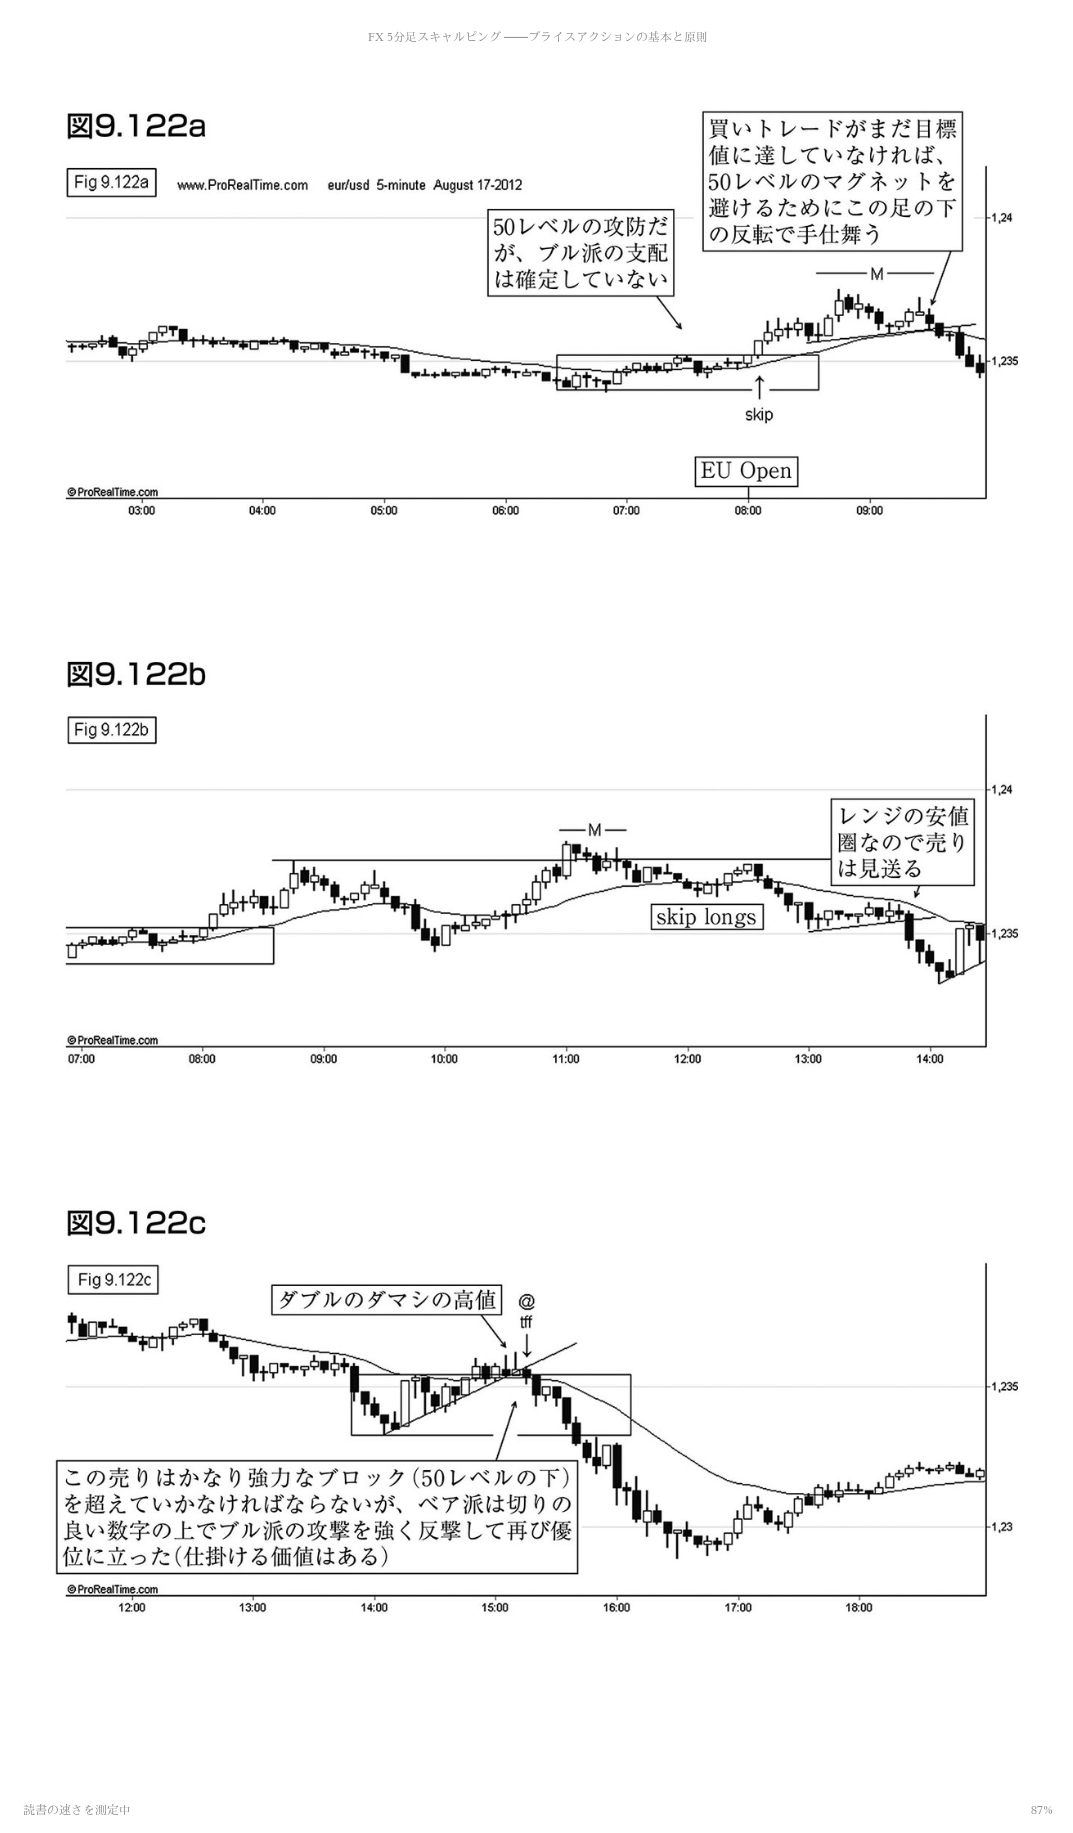 FX 5分足スキャルピング ――プライスアクションの基本と原則
図9.122a
Fig 9.122a
www.ProRealTime.com eur/usd 5-minute August 17-2012
買いトレードがまだ目標
値に達していなければ、
50レベルのマグネットを
避けるためにこの足の下
の反転で手仕舞う
50レベルの攻防だ
が、ブル派の支配
は確定していない
1,24
M
1,235
skip
EU Open
©ProRealTime.com
03:00 04:00 05:00 06:00 07:00 08:00 09:00
図9.122b
Fig 9.122b
1,24
レンジの安値
圏なので売り
は見送る
M
skip longs
1,235
©ProRealTime.com
07:00 08:00 09:00 10:00 11:00 12:00 13:00 14:00
図9.122c
Fig 9.122c
ダブルのダマシの高値
@
tff
1,235
この売りはかなり強力なブロック(50レベルの下)
を超えていかなければならないが、ベア派は切りの
良い数字の上でブル派の攻撃を強く反撃して再び優
位に立った(仕掛ける価値はある)
1,23
©ProRealTime.com
12:00 13:00 14:00 15:00 16:00 17:00 18:00
読書の速さを測定中
87%